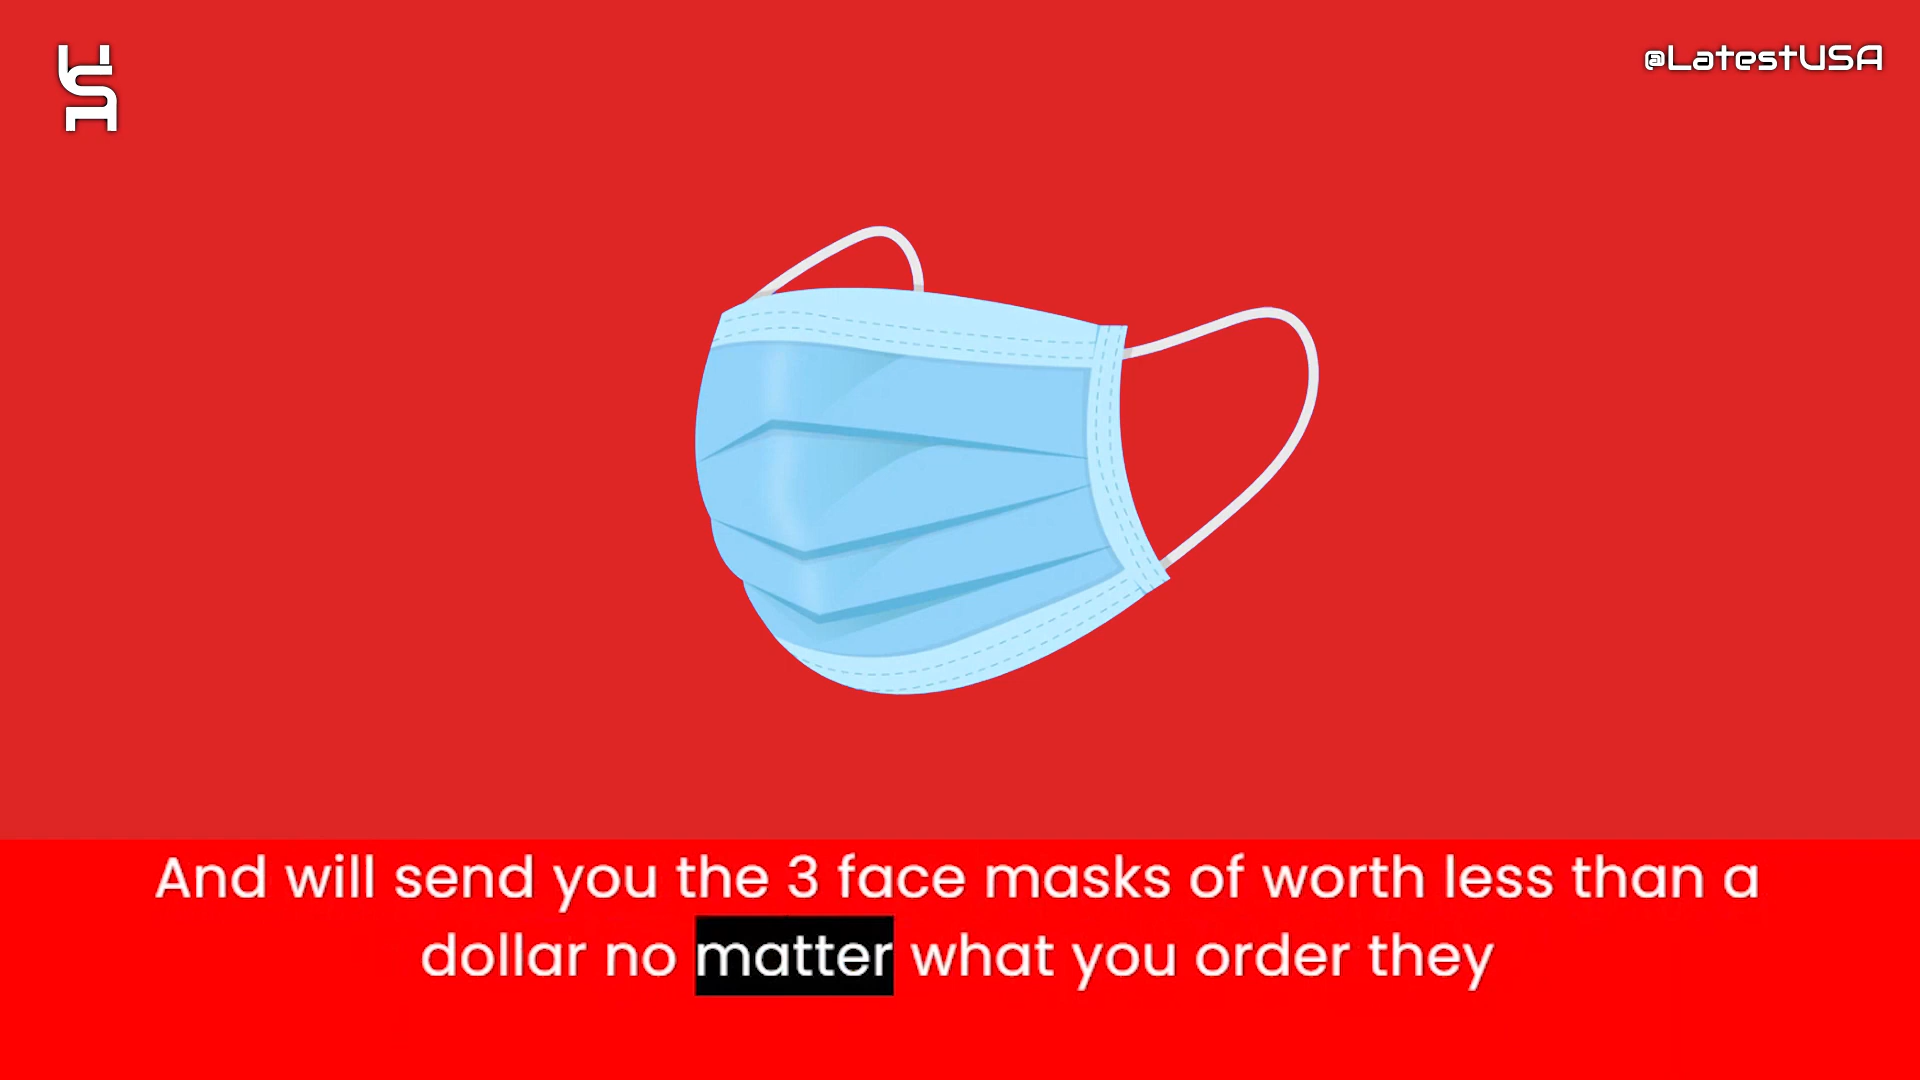 USA
@LatestUSA
And will send you the 3 face masks of worth less than a
dollar no matter what you order they